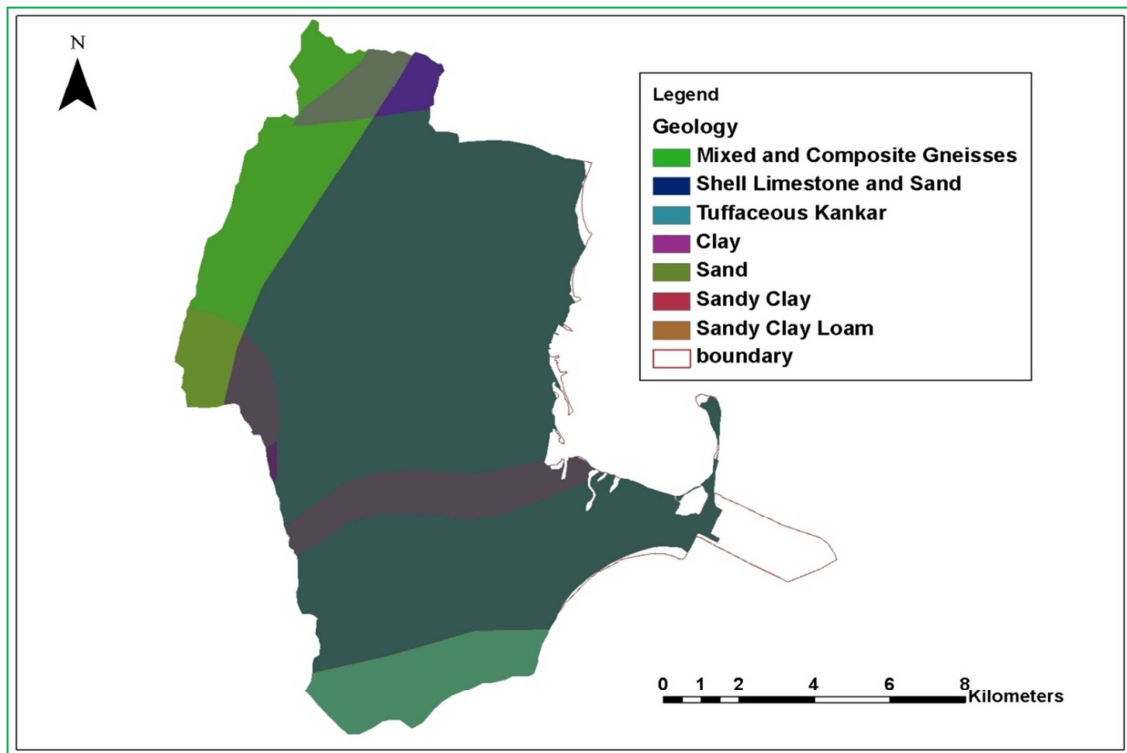 N
Legend
Geology
Mixed and Composite Gneisses
Shell Limestone and Sand
Tuffaceous Kankar
Clay
Sand
Sandy Clay
Sandy Clay Loam
boundary
0 1 2 4 6 8
Kilometers